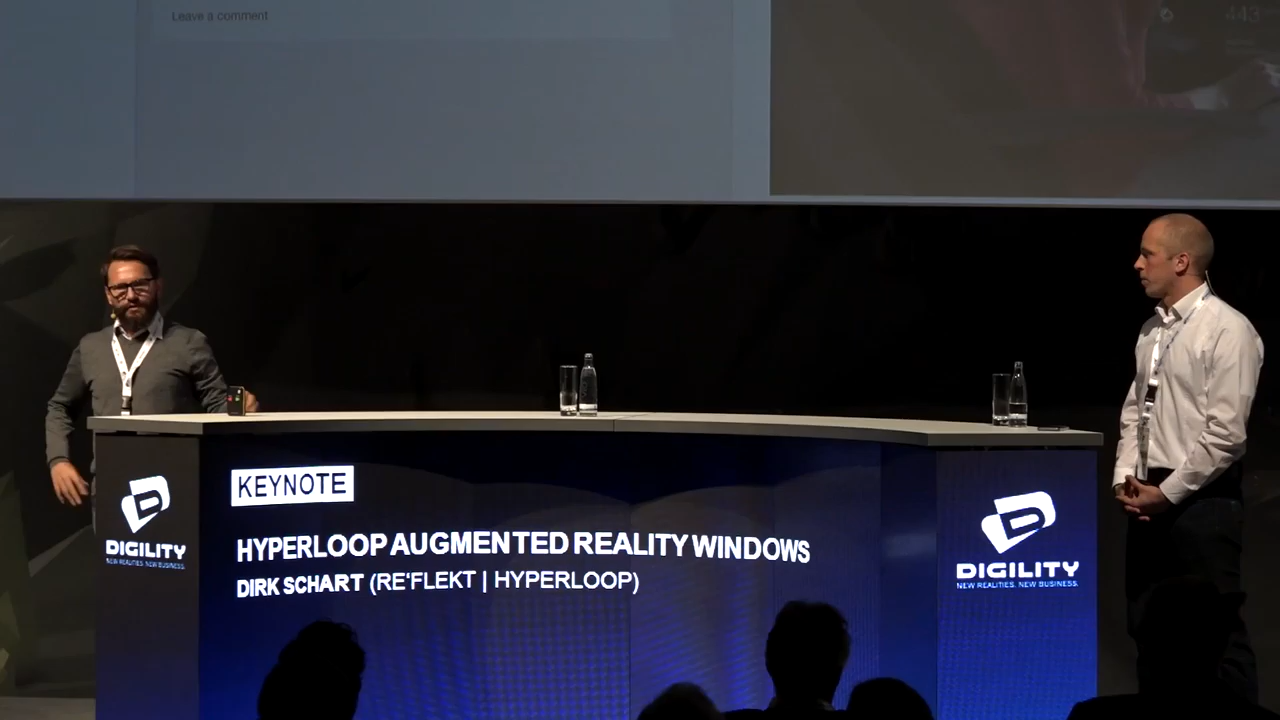 Leave a comment
443
KEYNOTE
HYPERLOOP AUGMENTED REALITY WINDOWS
DIRK SCHART (RE'FLEKT | HYPERLOOP)
DIGILITY
NEW REALITIES. NEW BUSINESS.
DIGILITY
NEW REALITIES. NEW BUSINESS.